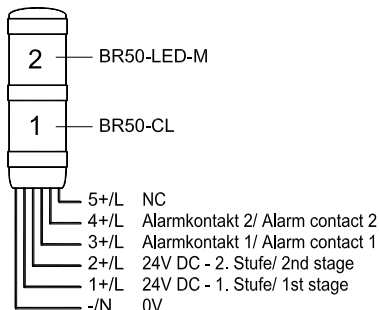 2 BR50-LED-M
1 BR50-CL
5+/L NC
4+/L Alarmkontakt 2/ Alarm contact 2
3+/L Alarmkontakt 1/ Alarm contact 1
2+/L 24V DC - 2. Stufe/ 2nd stage
1+/L 24V DC - 1. Stufe/ 1st stage
-/N 0V